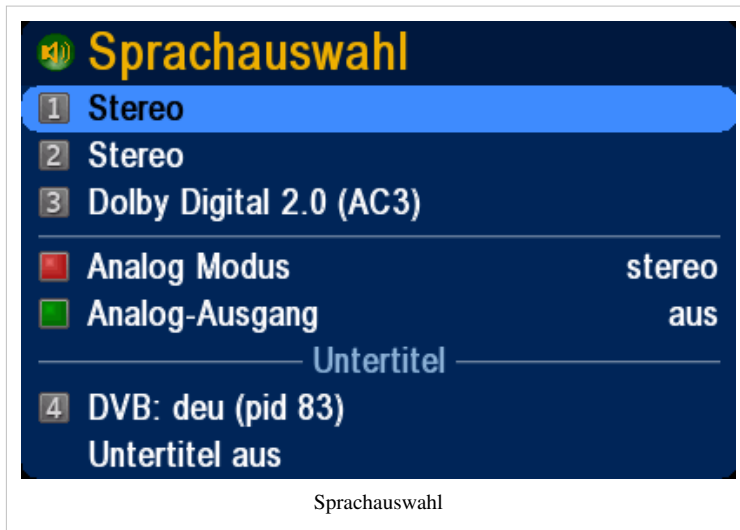 Sprachauswahl
1 Stereo
2 Stereo
3 Dolby Digital 2.0 (AC3)
Analog Modus stereo
Analog-Ausgang aus
Untertitel
4 DVB: deu (pid 83)
Untertitel aus
Sprachauswahl